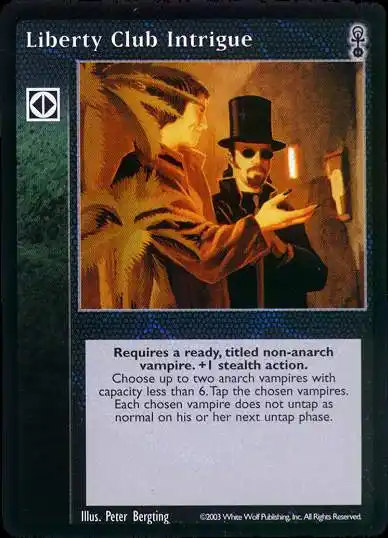 Liberty Club Intrigue
Requires a ready, titled non-anarch
vampire. +1 stealth action.
Choose up to two anarch vampires with
capacity less than 6. Tap the chosen vampires.
Each chosen vampire does not untap as
normal on his or her next untap phase.
Illus. Peter Bergting
©2003 White Wolf Publishing, Inc. All Rights Reserved.